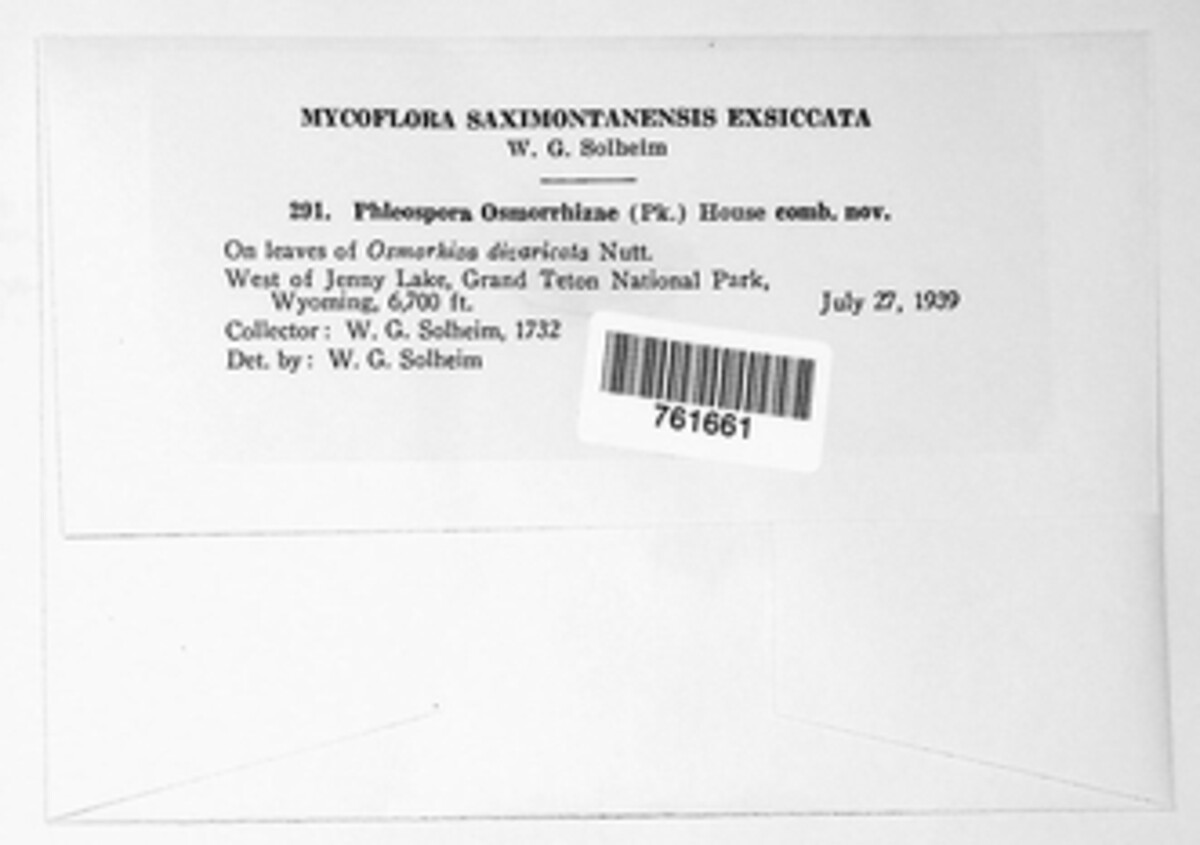 MYCOFLORA SAXIMONTANENSIS EXSICCATA
W. G. Solheim
291. Phleospora Osmorrhizae (Pk.) House comb. nov.
On leaves of Osmorhiza divaricata Nutt.
West of Jenny Lake, Grand Teton National Park,
Wyoming, 6,700 ft. July 27, 1939
Collector: W. G. Solheim, 1732
Det. by: W. G. Solheim
761661